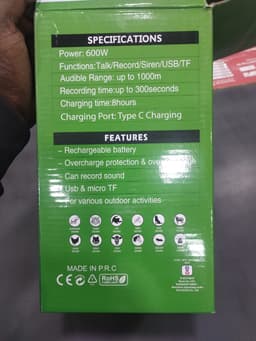 SPECIFICATIONS
Power: 600W
Functions:Talk/Record/Siren/USB/TF
Audible Range: up to 1000m
Recording time:up to 300seconds
Charging time:8hours
Charging Port: Type C Charging
FEATURES
- Rechargeable battery
- Overcharge protection &
- Can record sound
Usb & micro TF
For various outdoor activities
MADE IN P.R.C
RoHS